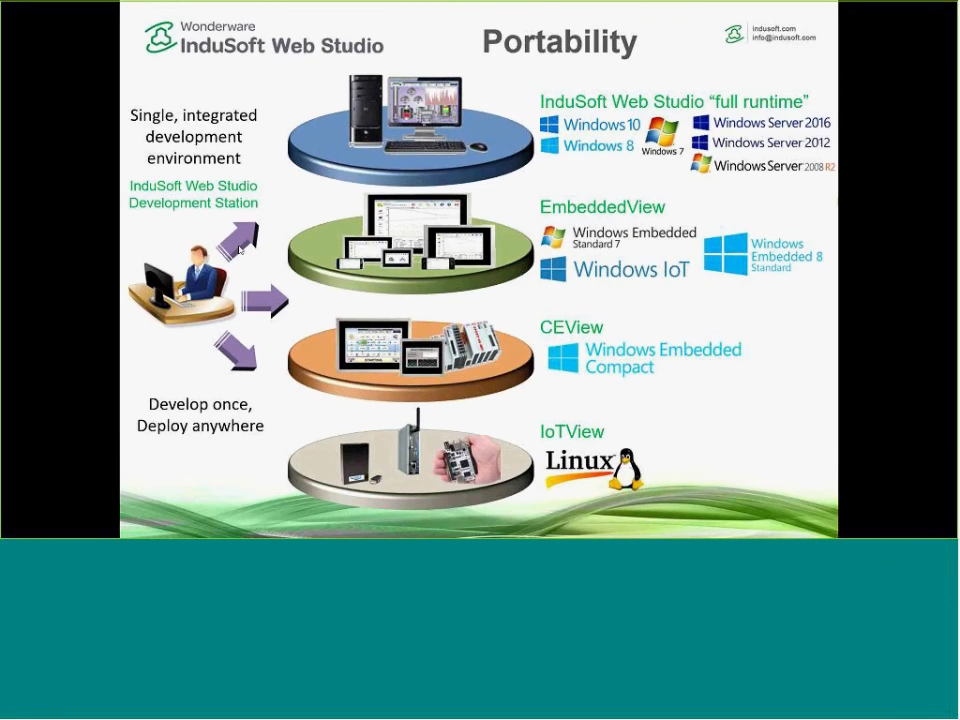 Wonderware
InduSoft Web Studio
Portability
indusoft.com
info@indusoft.com
Single, integrated
development
environment
InduSoft Web Studio
Development Station
Develop once,
Deploy anywhere
InduSoft Web Studio “full runtime”
Windows 10
Windows 8
Windows 7
Windows Server 2016
Windows Server 2012
Windows Server 2008 R2
EmbeddedView
Windows Embedded
Standard 7
Windows IoT
Windows
Embedded 8
Standard
CEView
Windows Embedded
Compact
IoTView
Linux